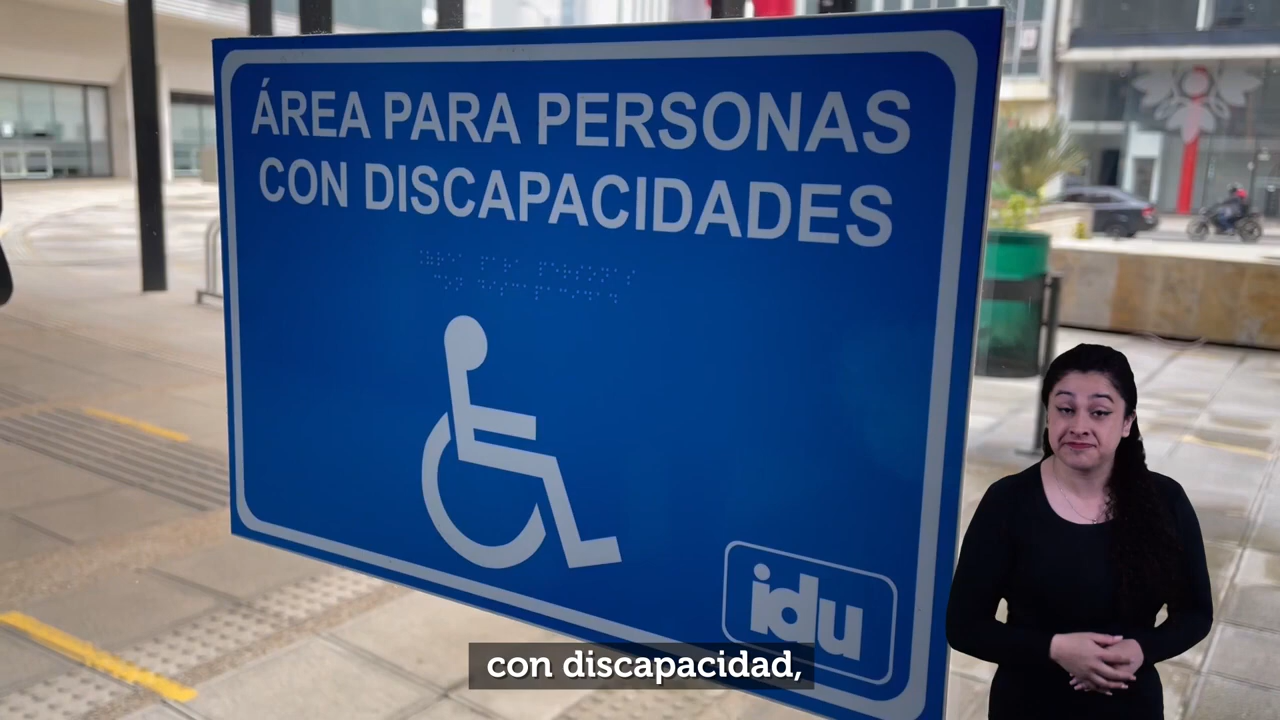 ÁREA PARA PERSONAS
CON DISCAPACIDADES
idu
con discapacidad,